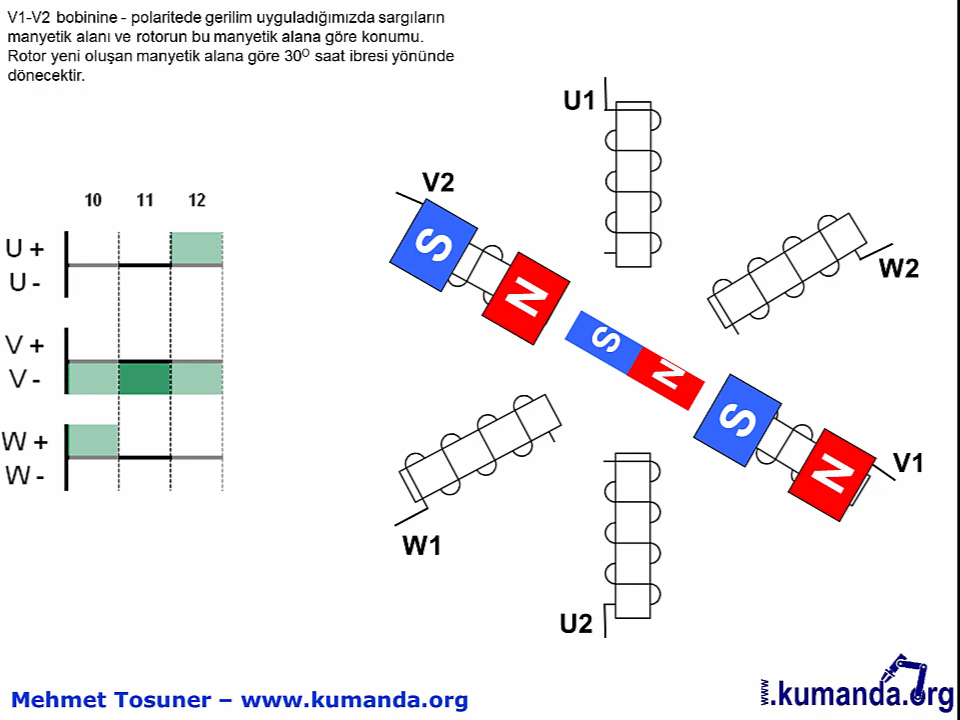 V1-V2 bobinine - polaritede gerilim uyguladığımızda sargıların
manyetik alanı ve rotorun bu manyetik alana göre konumu.
Rotor yeni oluşan manyetik alana göre 30O saat ibresi yönünde
dönecektir.
U1
V2
10 11 12
S
U +
U -
W2
N
S
V +
V -
N
S
W +
W -
N
V1
W1
U2
Mehmet Tosuner – www.kumanda.org
www.kumanda.org